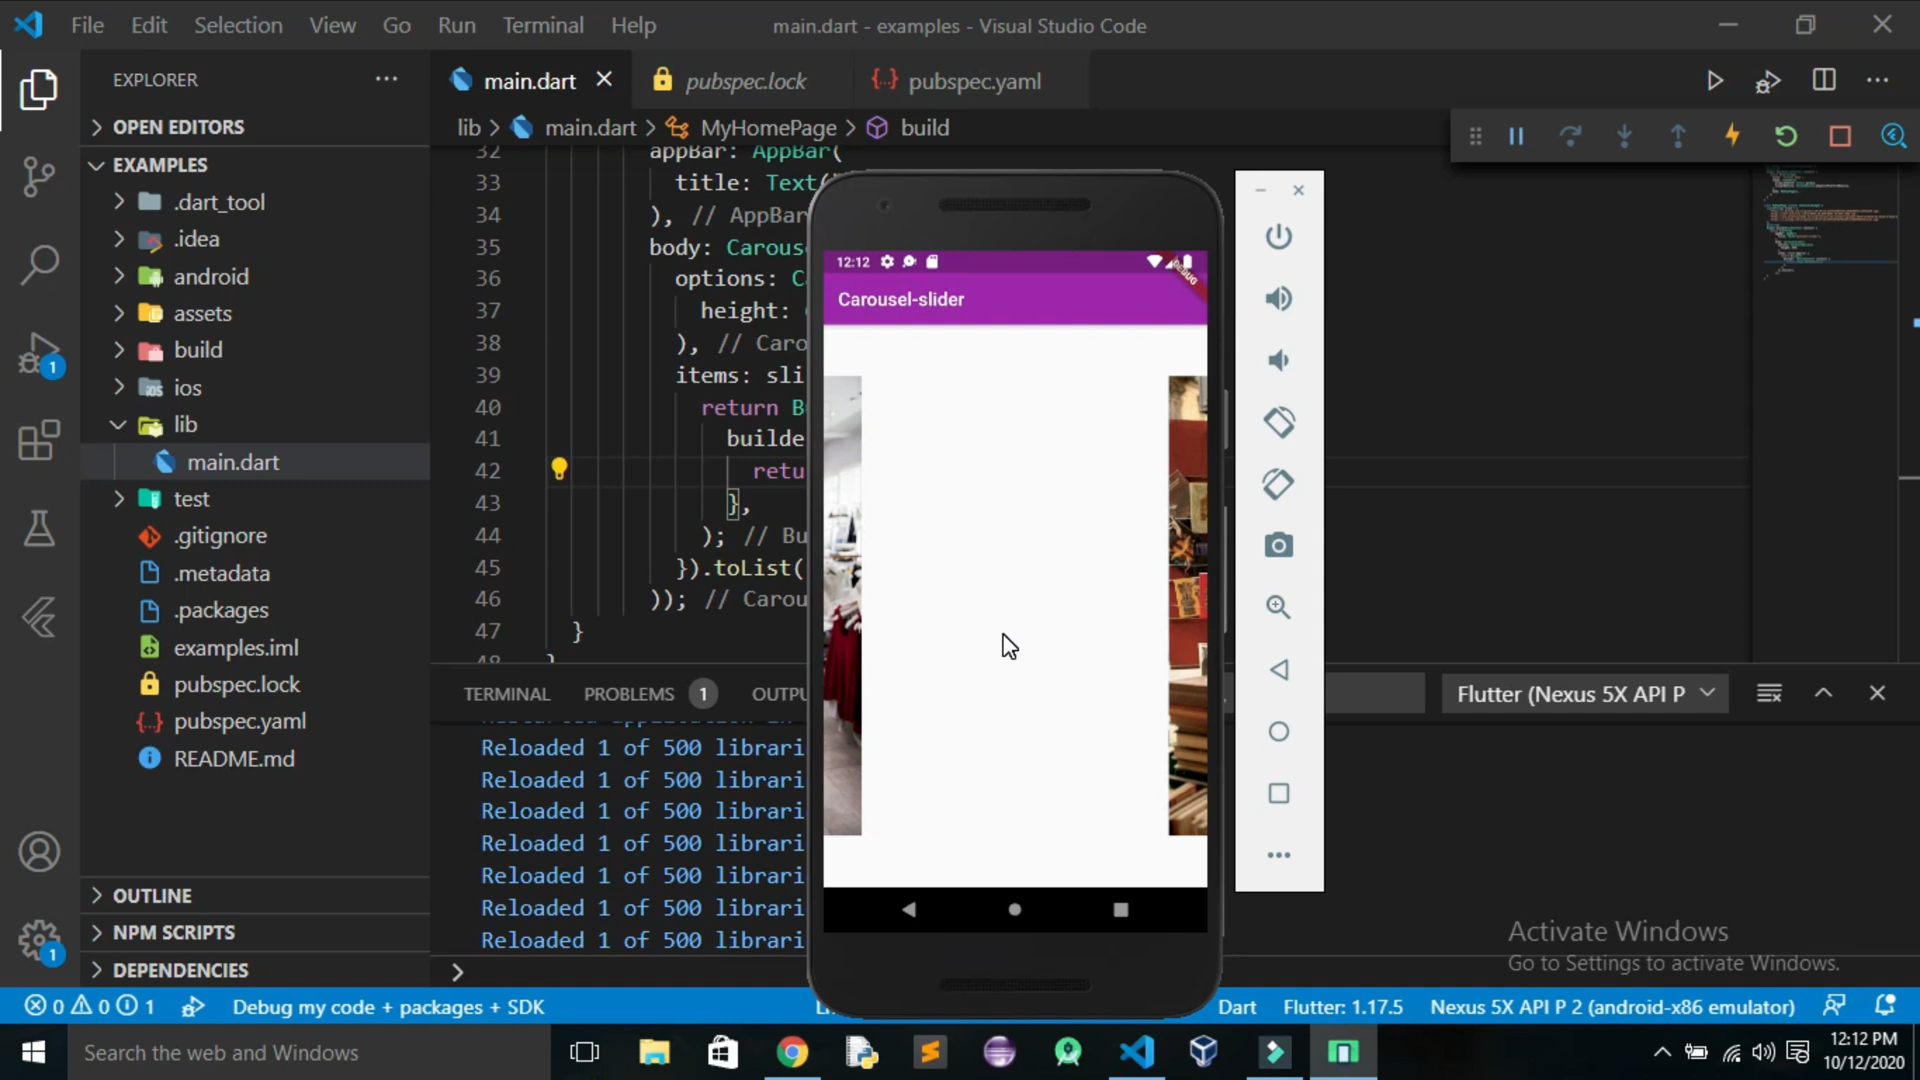 File Edit Selection View Go Run Terminal Help main.dart - examples - Visual Studio Code
EXPLORER
main.dart pubspec.lock pubspec.yaml
OPEN EDITORS
lib main.dart MyHomePage build
EXAMPLES
.dart_tool
.idea
android
assets
build
ios
lib
main.dart
test
.gitignore
.metadata
.packages
examples.iml
pubspec.lock
pubspec.yaml
README.md
OUTLINE
NPM SCRIPTS
DEPENDENCIES
32 appBar: AppBar(
33 title: Text(
34 ), // AppBar
35 body: Carous
36 options: C
37 height:
38 ), // Caro
39 items: sli
40 return B
41 builde
42 retu
43 },
44 ); // Bu
45 }).toList(
46 )); // Carou
47 }
48
12:12
DEBUG
Carousel-slider
TERMINAL PROBLEMS 1 OUTPU
Flutter (Nexus 5X API P
Reloaded 1 of 500 librari
Reloaded 1 of 500 librari
Reloaded 1 of 500 librari
Reloaded 1 of 500 librari
Reloaded 1 of 500 librari
Reloaded 1 of 500 librari
Reloaded 1 of 500 librari
Activate Windows
Go to Settings to activate Windows.
0 0 1 Debug my code + packages + SDK Dart Flutter: 1.17.5 Nexus 5X API P 2 (android-x86 emulator)
Search the web and Windows
12:12 PM
10/12/2020